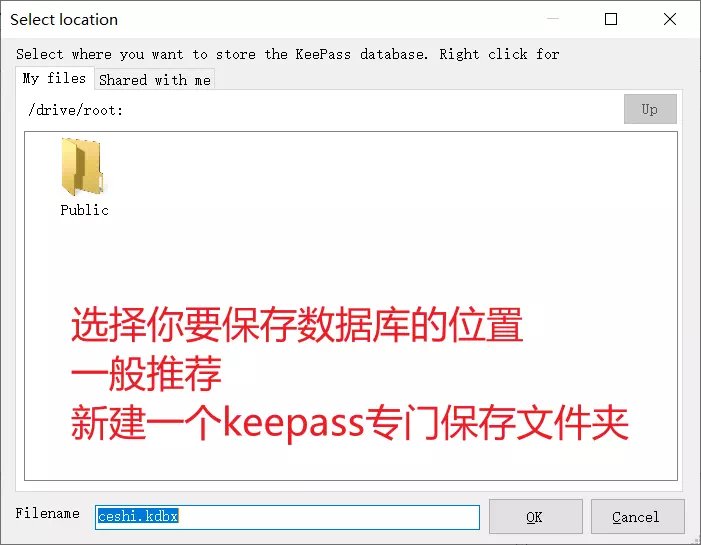 Select location
Select where you want to store the KeePass database. Right click for
My files
Shared with me
/drive/root:
Up
Public
选择你要保存数据库的位置
一般推荐
新建一个keepass专门保存文件夹
Filename
ceshi.kdbx
OK
Cancel